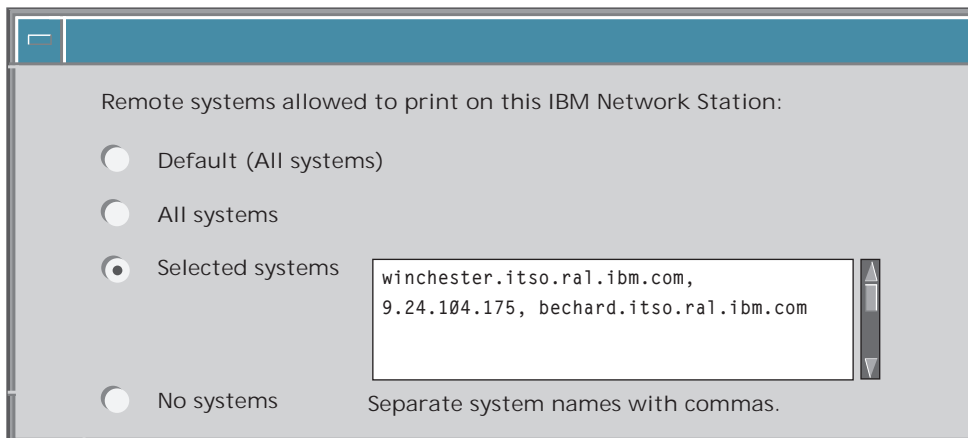 Remote systems allowed to print on this IBM Network Station:
Default (All systems)
All systems
Selected systems
winchester.itso.ral.ibm.com,
9.24.104.175, bechard.itso.ral.ibm.com
No systems
Separate system names with commas.